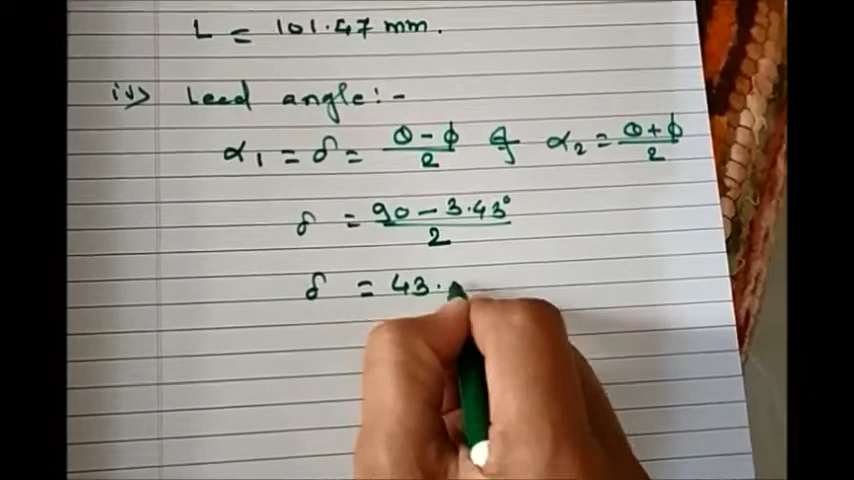 L = 101.47 mm.
iv> Lead angle:-
α₁ = δ = (θ - ϕ)/2 & α₂ = (θ + ϕ)/2
δ = (90 - 3.43°)/2
δ = 43.